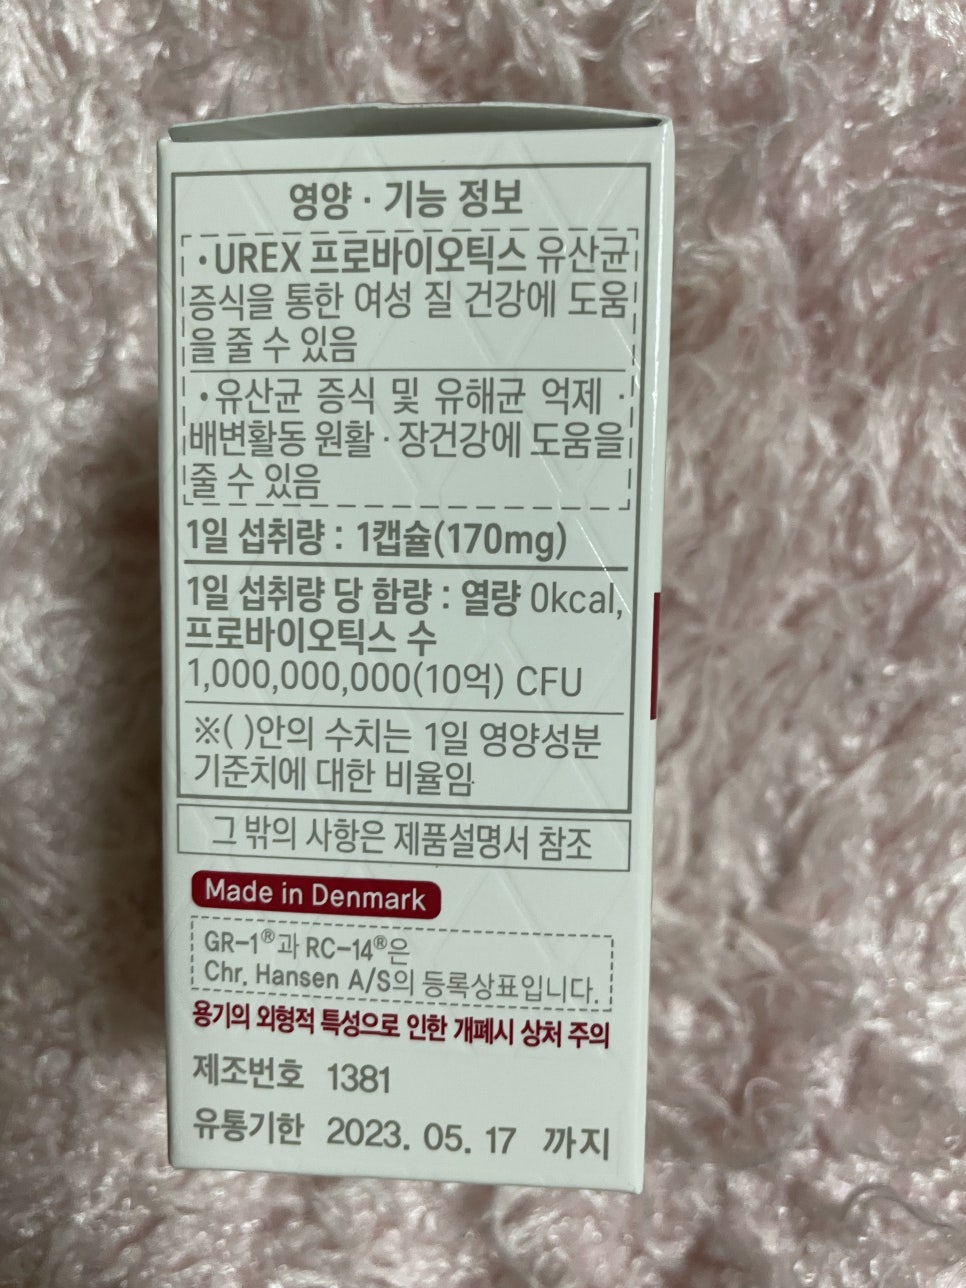 영양 · 기능 정보
• UREX 프로바이오틱스 유산균
증식을 통한 여성 질 건강에 도움
을 줄 수 있음
• 유산균 증식 및 유해균 억제 ·
배변활동 원활 · 장건강에 도움을
줄 수 있음
1일 섭취량 : 1캡슐(170mg)
1일 섭취량 당 함량 : 열량 0kcal,
프로바이오틱스 수
1,000,000,000(10억) CFU
※( )안의 수치는 1일 영양성분
기준치에 대한 비율임
그 밖의 사항은 제품설명서 참조
Made in Denmark
GR-1®과 RC-14®은
Chr. Hansen A/S의 등록상표입니다.
용기의 외형적 특성으로 인한 개폐시 상처 주의
제조번호 1381
유통기한 2023. 05. 17 까지